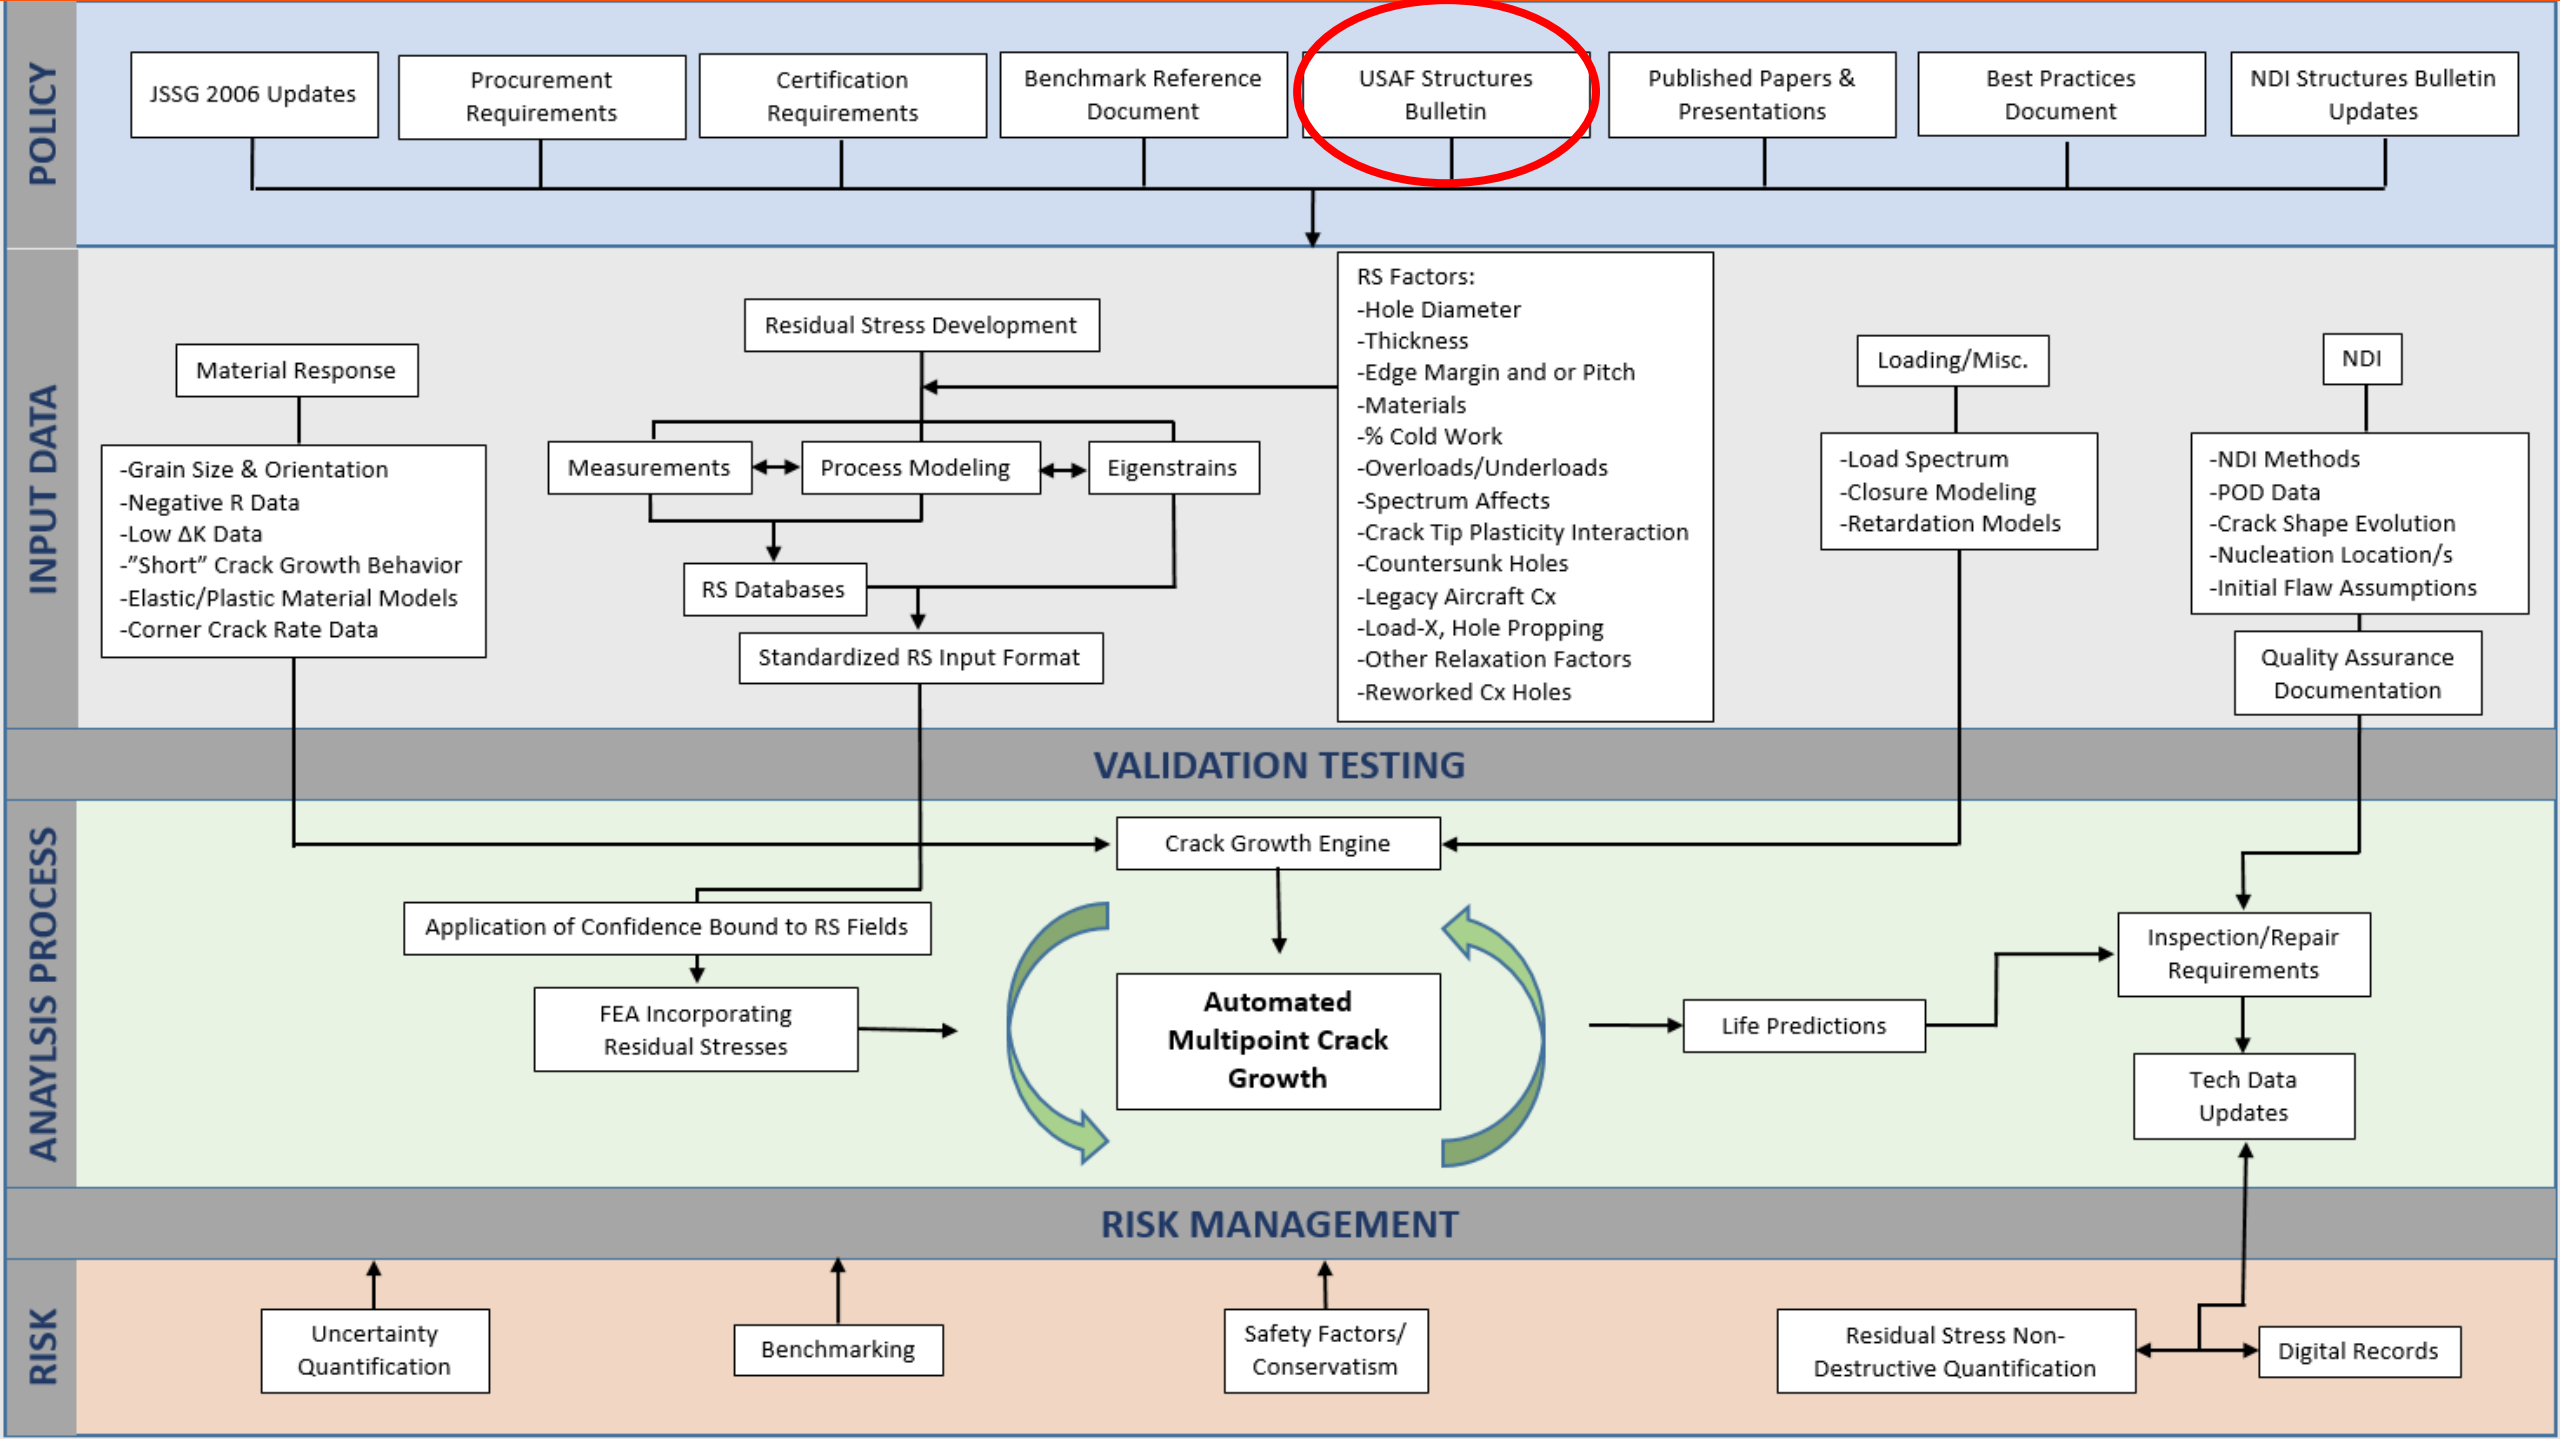 POLICY
JSSG 2006 Updates
Procurement
Requirements
Certification
Requirements
Benchmark Reference
Document
USAF Structures
Bulletin
Published Papers &
Presentations
Best Practices
Document
NDI Structures Bulletin
Updates
INPUT DATA
Material Response
-Grain Size & Orientation
-Negative R Data
-Low ΔK Data
-”Short” Crack Growth Behavior
-Elastic/Plastic Material Models
-Corner Crack Rate Data
Residual Stress Development
Measurements
Process Modeling
Eigenstrains
RS Databases
Standardized RS Input Format
RS Factors:
-Hole Diameter
-Thickness
-Edge Margin and or Pitch
-Materials
-% Cold Work
-Overloads/Underloads
-Spectrum Affects
-Crack Tip Plasticity Interaction
-Countersunk Holes
-Legacy Aircraft Cx
-Load-X, Hole Propping
-Other Relaxation Factors
-Reworked Cx Holes
Loading/Misc.
-Load Spectrum
-Closure Modeling
-Retardation Models
NDI
-NDI Methods
-POD Data
-Crack Shape Evolution
-Nucleation Location/s
-Initial Flaw Assumptions
Quality Assurance
Documentation
VALIDATION TESTING
ANAYLSIS PROCESS
Crack Growth Engine
Application of Confidence Bound to RS Fields
FEA Incorporating
Residual Stresses
Automated
Multipoint Crack
Growth
Life Predictions
Inspection/Repair
Requirements
Tech Data
Updates
RISK MANAGEMENT
RISK
Uncertainty
Quantification
Benchmarking
Safety Factors/
Conservatism
Residual Stress Non-
Destructive Quantification
Digital Records